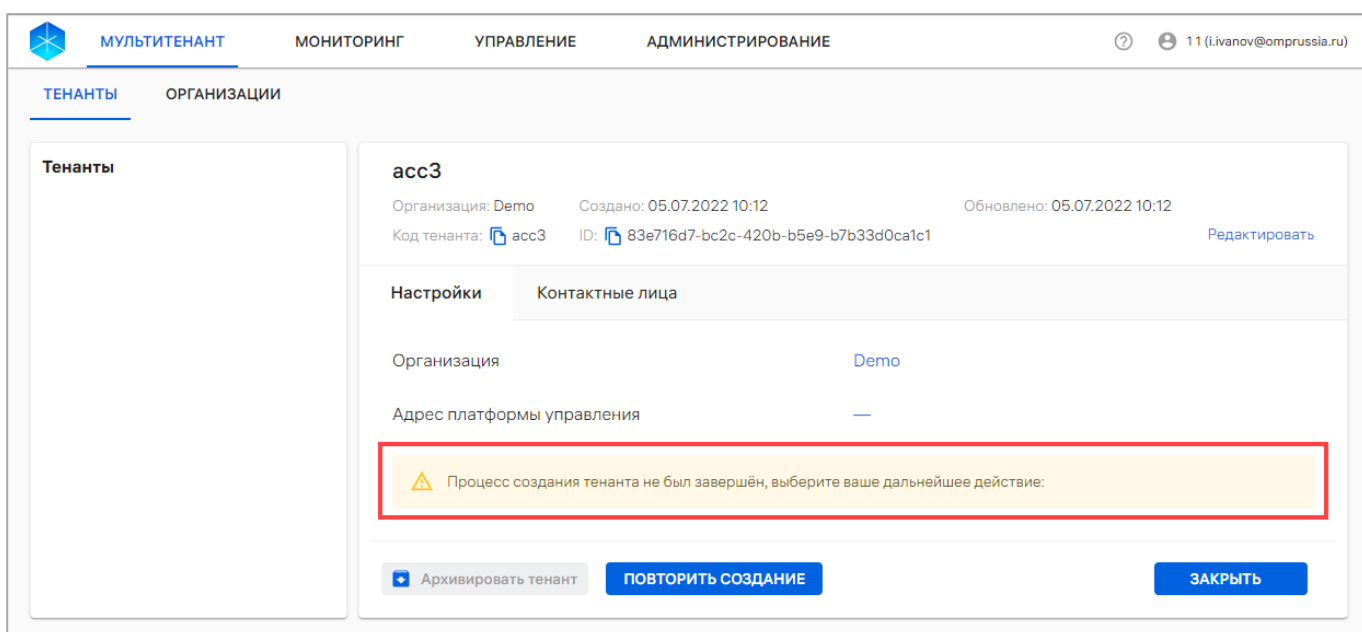 МУЛЬТИТЕНАНТ МОНИТОРИНГ УПРАВЛЕНИЕ АДМИНИСТРИРОВАНИЕ 11 (i.ivanov@omprussia.ru)
ТЕНАНТЫ ОРГАНИЗАЦИИ
Тенанты
acc3
Организация: Demo Создано: 05.07.2022 10:12 Обновлено: 05.07.2022 10:12
Код тенанта: acc3 ID: 83e716d7-bc2c-420b-b5e9-b7b33d0ca1c1 Редактировать
Настройки Контактные лица
Организация Demo
Адрес платформы управления —
Процесс создания тенанта не был завершён, выберите ваше дальнейшее действие:
Архивировать тенант ПОВТОРИТЬ СОЗДАНИЕ ЗАКРЫТЬ